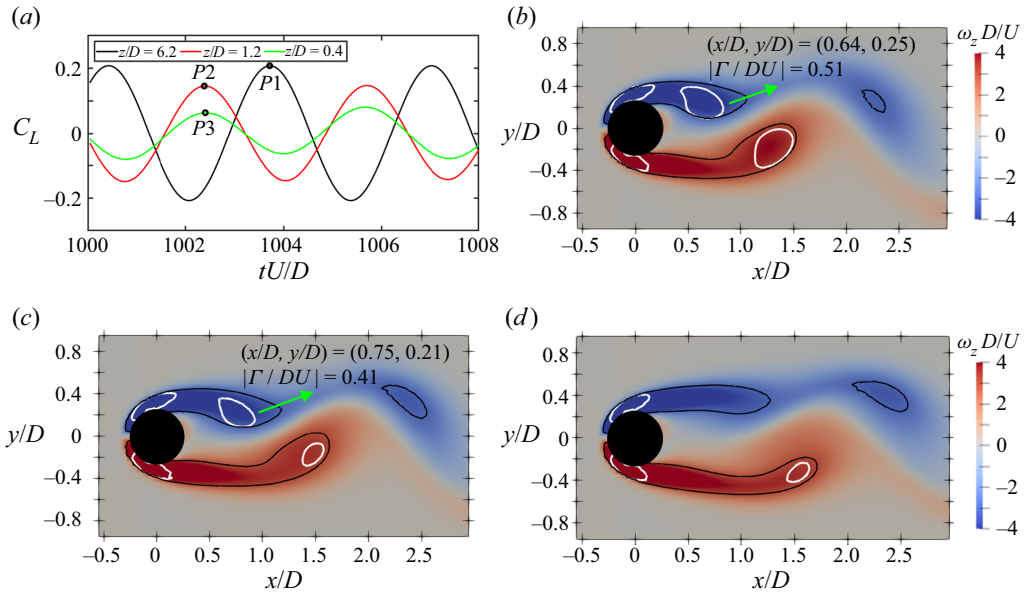 (a)
z/D = 6.2 z/D = 1.2 z/D = 0.4
0.2
0
–0.2
C_L
P2
P1
P3
1000 1002 1004 1006 1008
tU/D
(b)
(x/D, y/D) = (0.64, 0.25)
|Γ / DU| = 0.51
0.8
0.4
0
–0.4
–0.8
y/D
–0.5 0 0.5 1.0 1.5 2.0 2.5
x/D
ω_z D/U
4
2
0
–2
–4
(c)
(x/D, y/D) = (0.75, 0.21)
|Γ / DU| = 0.41
0.8
0.4
0
–0.4
–0.8
y/D
–0.5 0 0.5 1.0 1.5 2.0 2.5
x/D
(d)
0.8
0.4
0
–0.4
–0.8
y/D
–0.5 0 0.5 1.0 1.5 2.0 2.5
x/D
ω_z D/U
4
2
0
–2
–4